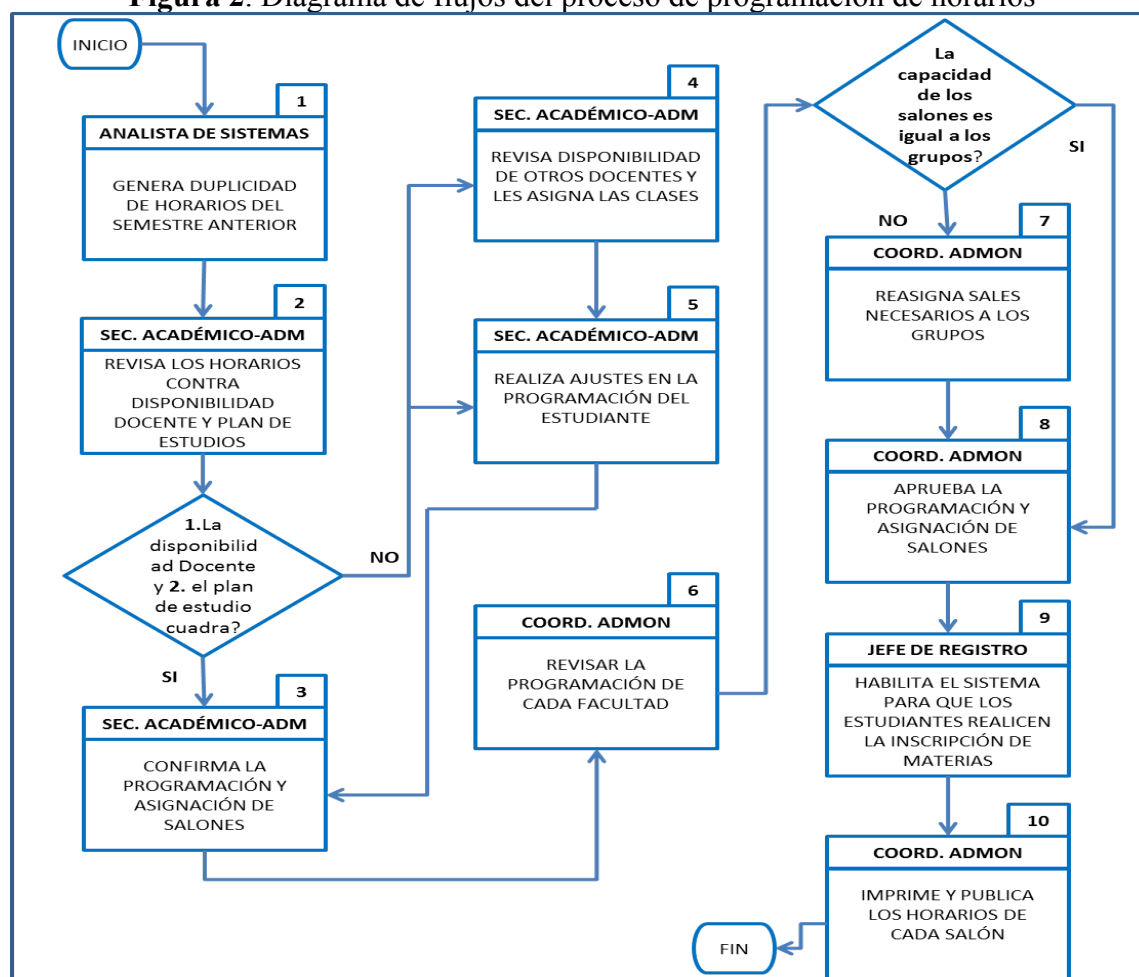 Figura 2. Diagrama de flujos del proceso de programación de horarios
INICIO
1
ANALISTA DE SISTEMAS
GENERA DUPLICIDAD
DE HORARIOS DEL
SEMESTRE ANTERIOR
2
SEC. ACADÉMICO-ADM
REVISA LOS HORARIOS
CONTRA
DISPONIBILIDAD
DOCENTE Y PLAN DE
ESTUDIOS
1.La
disponibilid
ad Docente
y 2. el plan
de estudio
cuadra?
NO
SI
3
SEC. ACADÉMICO-ADM
CONFIRMA LA
PROGRAMACIÓN Y
ASIGNACIÓN DE
SALONES
4
SEC. ACADÉMICO-ADM
REVISA DISPONIBILIDAD
DE OTROS DOCENTES Y
LES ASIGNA LAS CLASES
5
SEC. ACADÉMICO-ADM
REALIZA AJUSTES EN LA
PROGRAMACIÓN DEL
ESTUDIANTE
6
COORD. ADMON
REVISAR LA
PROGRAMACIÓN DE
CADA FACULTAD
La
capacidad
de los
salones es
igual a los
grupos?
SI
NO
7
COORD. ADMON
REASIGNA SALES
NECESARIOS A LOS
GRUPOS
8
COORD. ADMON
APRUEBA LA
PROGRAMACIÓN Y
ASIGNACIÓN DE
SALONES
9
JEFE DE REGISTRO
HABILITA EL SISTEMA
PARA QUE LOS
ESTUDIANTES REALICEN
LA INSCRIPCIÓN DE
MATERIAS
10
COORD. ADMON
IMPRIME Y PUBLICA
LOS HORARIOS DE
CADA SALÓN
FIN